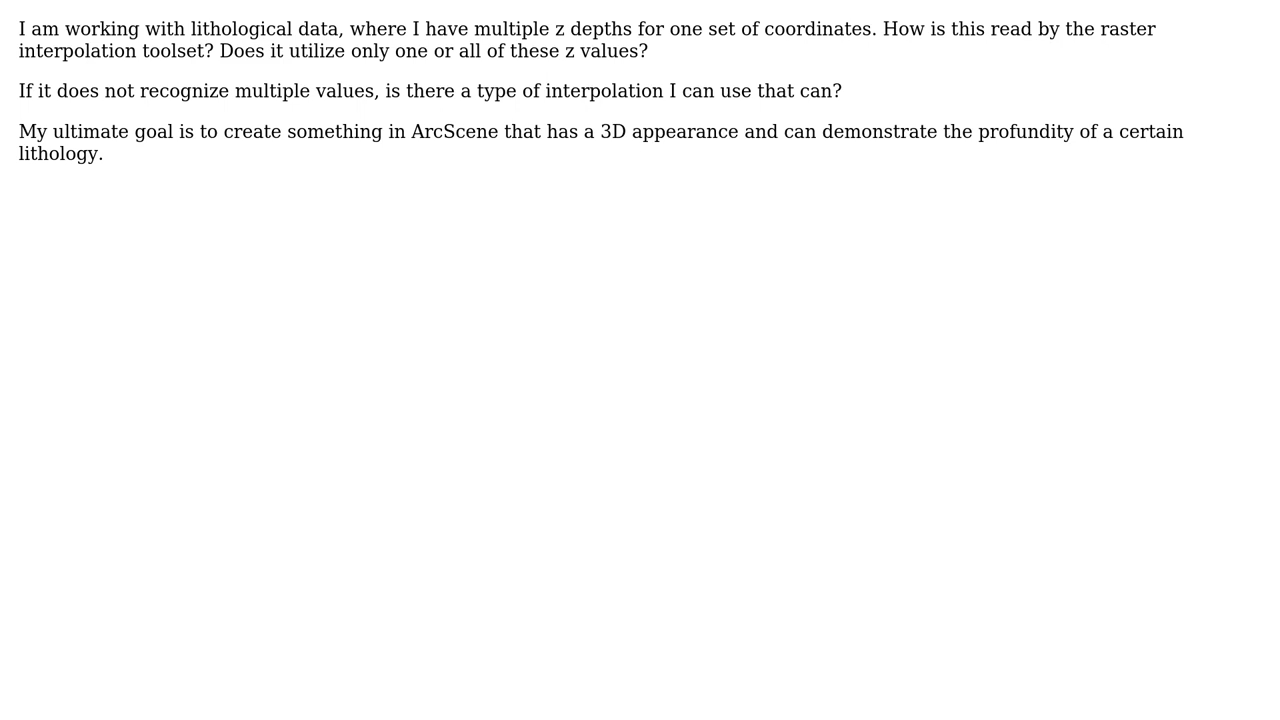 I am working with lithological data, where I have multiple z depths for one set of coordinates. How is this read by the raster
interpolation toolset? Does it utilize only one or all of these z values?
If it does not recognize multiple values, is there a type of interpolation I can use that can?
My ultimate goal is to create something in ArcScene that has a 3D appearance and can demonstrate the profundity of a certain
lithology.